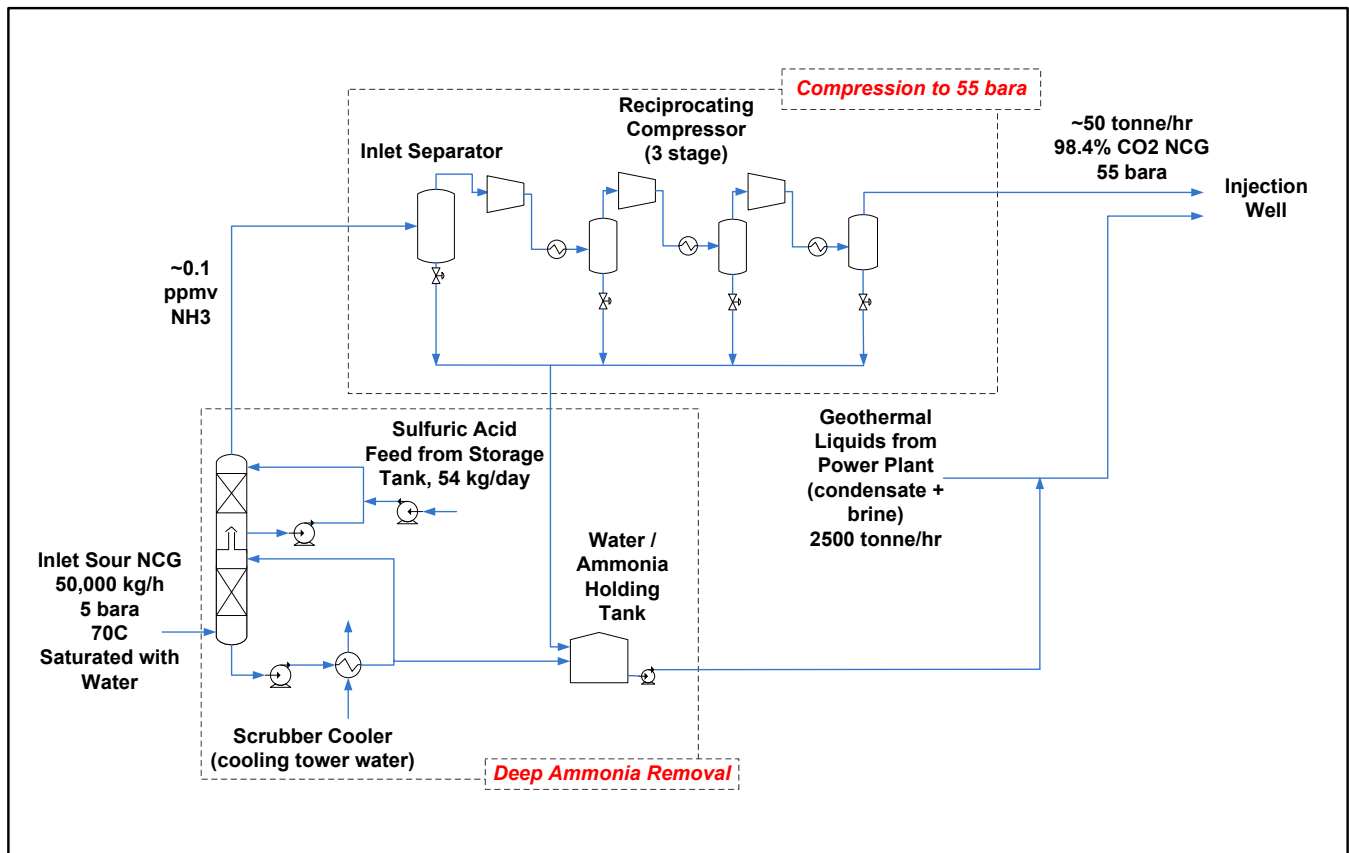 Compression to 55 bara
Reciprocating
Compressor
(3 stage)
Inlet Separator
~50 tonne/hr
98.4% CO2 NCG
55 bara
Injection
Well
~0.1
ppmv
NH3
Sulfuric Acid
Feed from Storage
Tank, 54 kg/day
Geothermal
Liquids from
Power Plant
(condensate +
brine)
2500 tonne/hr
Inlet Sour NCG
50,000 kg/h
5 bara
70C
Saturated with
Water
Water /
Ammonia
Holding
Tank
Scrubber Cooler
(cooling tower water)
Deep Ammonia Removal